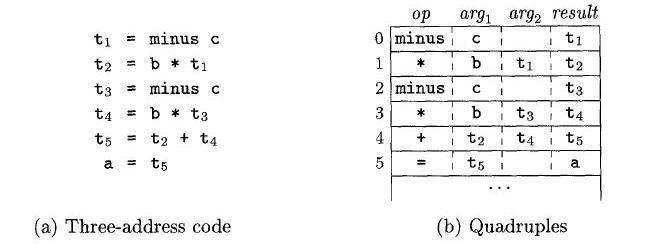 t₁ = minus c
t₂ = b * t₁
t₃ = minus c
t₄ = b * t₃
t₅ = t₂ + t₄
a = t₅
(a) Three-address code
op arg₁ arg₂ result
0 minus c t₁
1 * b t₁ t₂
2 minus c t₃
3 * b t₃ t₄
4 + t₂ t₄ t₅
5 = t₅ a
...
(b) Quadruples